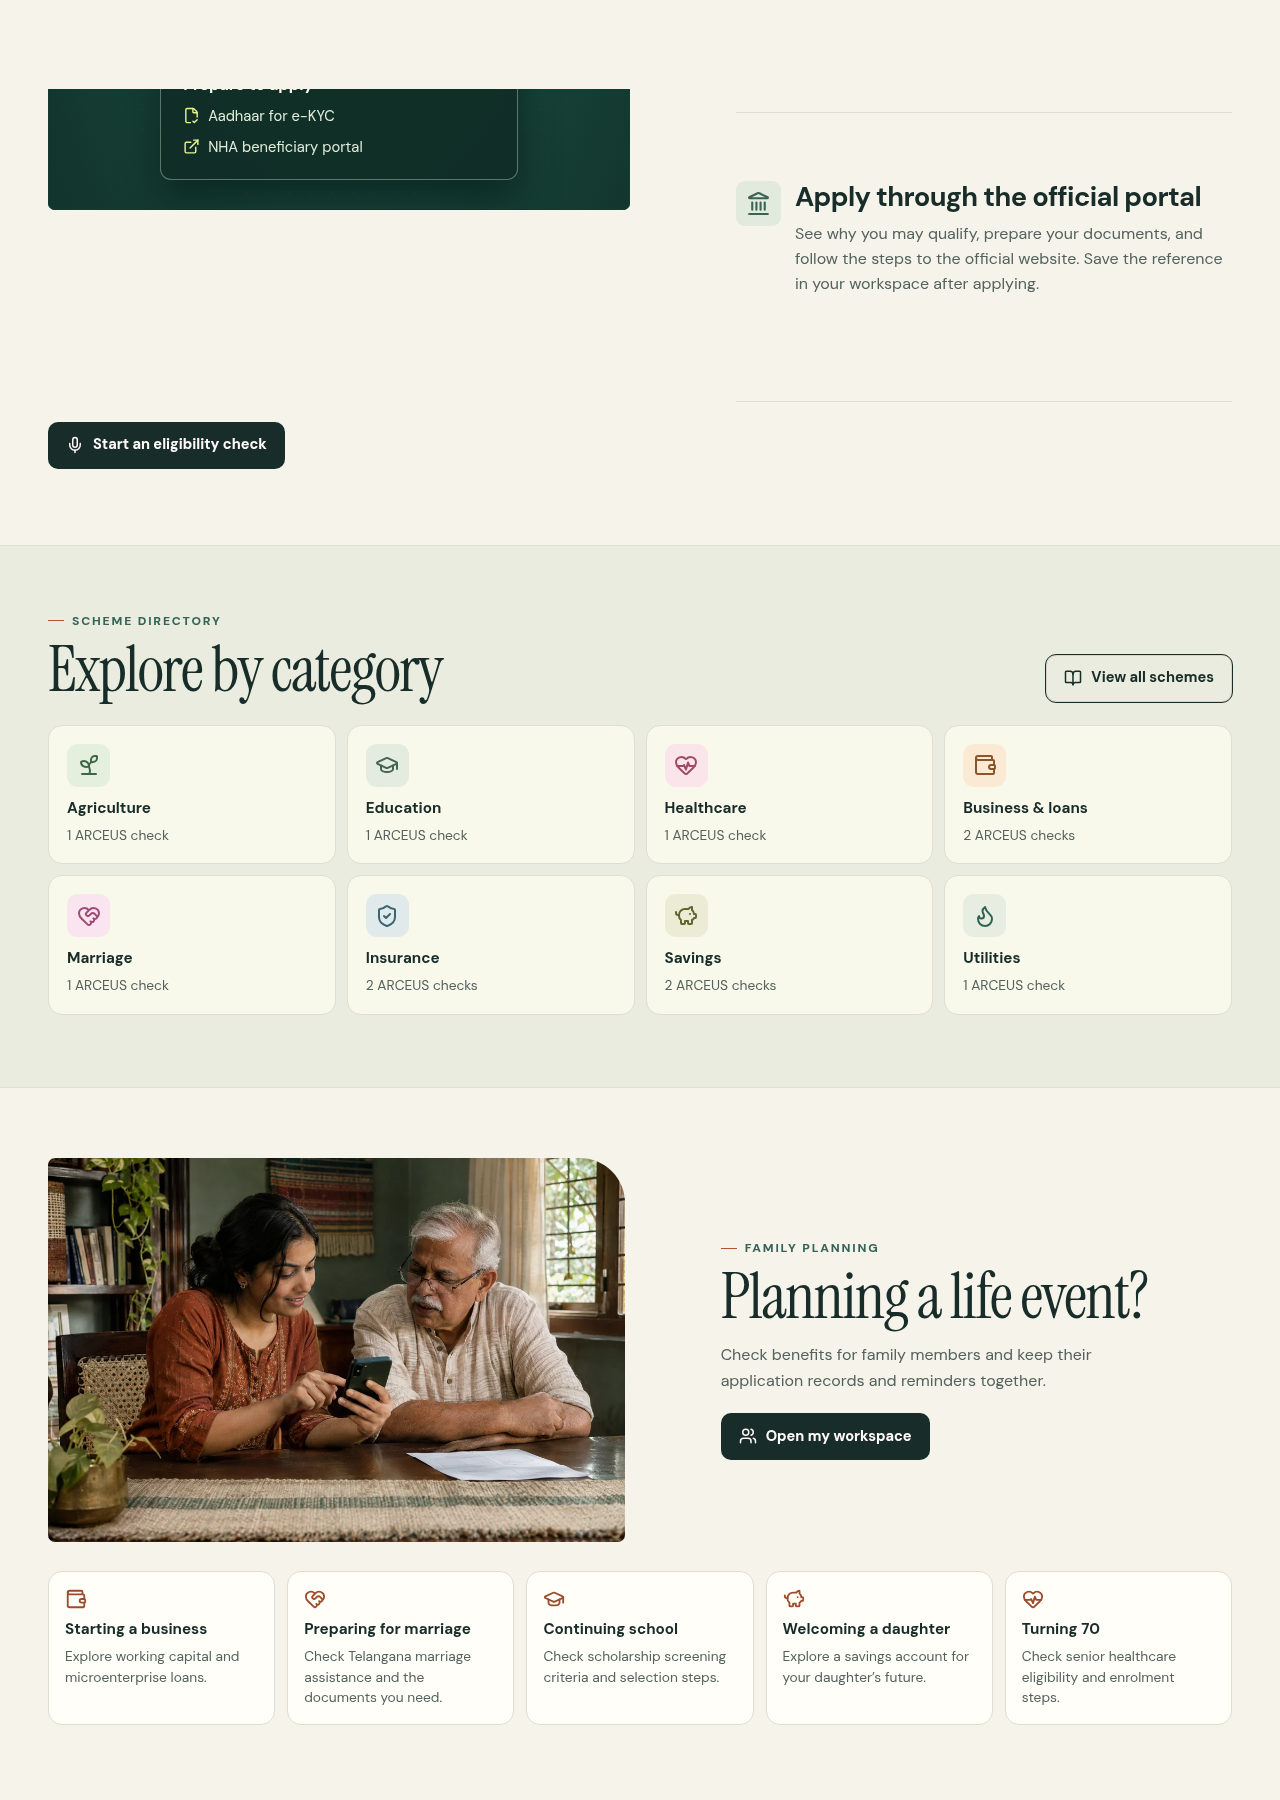 Prepare to apply
Aadhaar for e-KYC
NHA beneficiary portal
Apply through the official portal
See why you may qualify, prepare your documents, and
follow the steps to the official website. Save the reference
in your workspace after applying.
Start an eligibility check
SCHEME DIRECTORY
Explore by category
View all schemes
Agriculture
1 ARCEUS check
Education
1 ARCEUS check
Healthcare
1 ARCEUS check
Business & loans
2 ARCEUS checks
Marriage
1 ARCEUS check
Insurance
2 ARCEUS checks
Savings
2 ARCEUS checks
Utilities
1 ARCEUS check
FAMILY PLANNING
Planning a life event?
Check benefits for family members and keep their
application records and reminders together.
Open my workspace
Starting a business
Explore working capital and
microenterprise loans.
Preparing for marriage
Check Telangana marriage
assistance and the
documents you need.
Continuing school
Check scholarship screening
criteria and selection steps.
Welcoming a daughter
Explore a savings account for
your daughter’s future.
Turning 70
Check senior healthcare
eligibility and enrolment
steps.